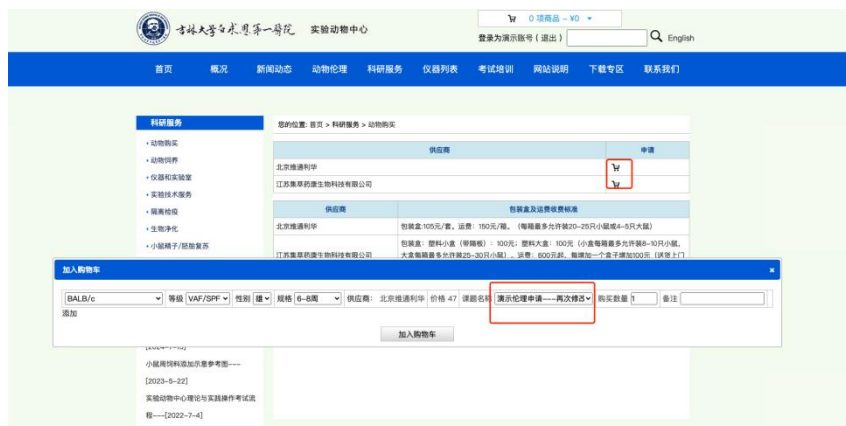 吉林大学白求恩第一医院 实验动物中心
0 项商品 - ¥0
登录为演示账号（退出）
English
首页 概况 新闻动态 动物伦理 科研服务 仪器列表 考试培训 网站说明 下载专区 联系我们
科研服务
您的位置: 首页 > 科研服务 > 动物购买
动物购买
动物饲养
仪器和实验室
实验技术服务
隔离检疫
生物净化
小鼠精子/胚胎复苏
供应商 申请
北京维通利华
江苏集萃药康生物科技有限公司
供应商 包装盒及运费收费标准
北京维通利华 包装盒:105元/套，运费：150元/箱。（每箱最多允许装20-25只小鼠或4-5只大鼠）
包装盒：塑料小盒（带隔板）：100元；塑料大盒：100元（小盒每箱最多允许装8-10只小鼠，
江苏集萃药康生物科技有限公司 大盒每箱最多允许装25-30只小鼠），运费：600元起，每增加一个盒子增加100元（送货上门
加入购物车
BALB/c 等级 VAF/SPF 性别 雄 规格 6-8周 供应商: 北京维通利华 价格 47 课题名称 演示伦理申请---再次修改 购买数量 1 备注
添加
加入购物车
小鼠周饲料添加示意参考图---
[2023-5-22]
实验动物中心理论与实践操作考试流
程---[2022-7-4]